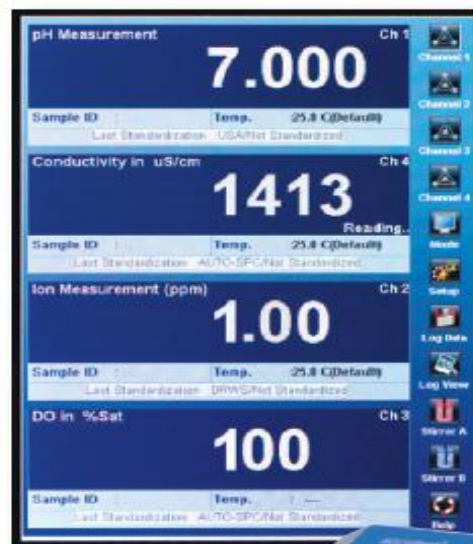 pH Measurement Ch 1
7.000
Sample ID : Temp. :25.0 C(Default)
Last Standardization USA/Not Standardized
Conductivity in uS/cm Ch 4
1413
Reading..
Sample ID : Temp. :25.0 C(Default)
Last Standardization AUTO-SPC/Not Standardized
Ion Measurement (ppm) Ch 2
1.00
Sample ID : Temp. :25.0 C(Default)
Last Standardization Standardized
DO in %Sat Ch 3
100
Sample ID : Temp. : ---
Last Standardization AUTO-SPC/Not Standardized
Channel 1
Channel 2
Channel 3
Channel 4
Mode
Setup
Log Data
Log View
Stirrer A
Stirrer B
Help